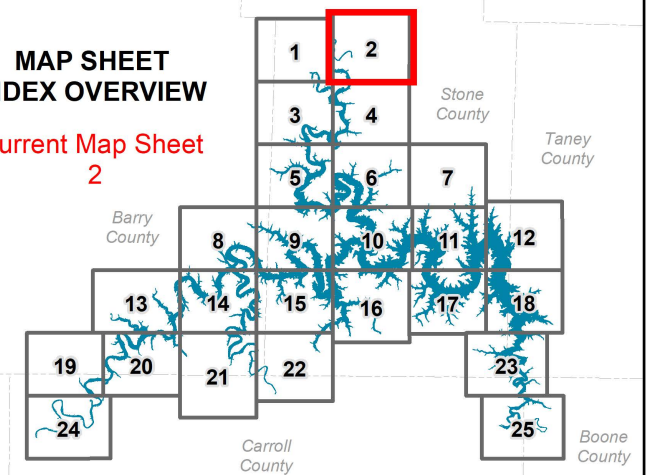 MAP SHEET
NDEX OVERVIEW
urrent Map Sheet
2
1
2
Stone
County
3
4
Taney
County
5
6
7
Barry
County
8
9
10
11
12
13
14
15
16
17
18
19
20
21
22
23
24
25
Carroll
County
Boone
County